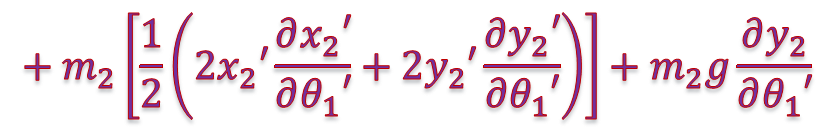 + m₂ [ 1/2 ( 2x₂′ ∂x₂′/∂θ₁′ + 2y₂′ ∂y₂′/∂θ₁′ ) ] + m₂g ∂y₂/∂θ₁′